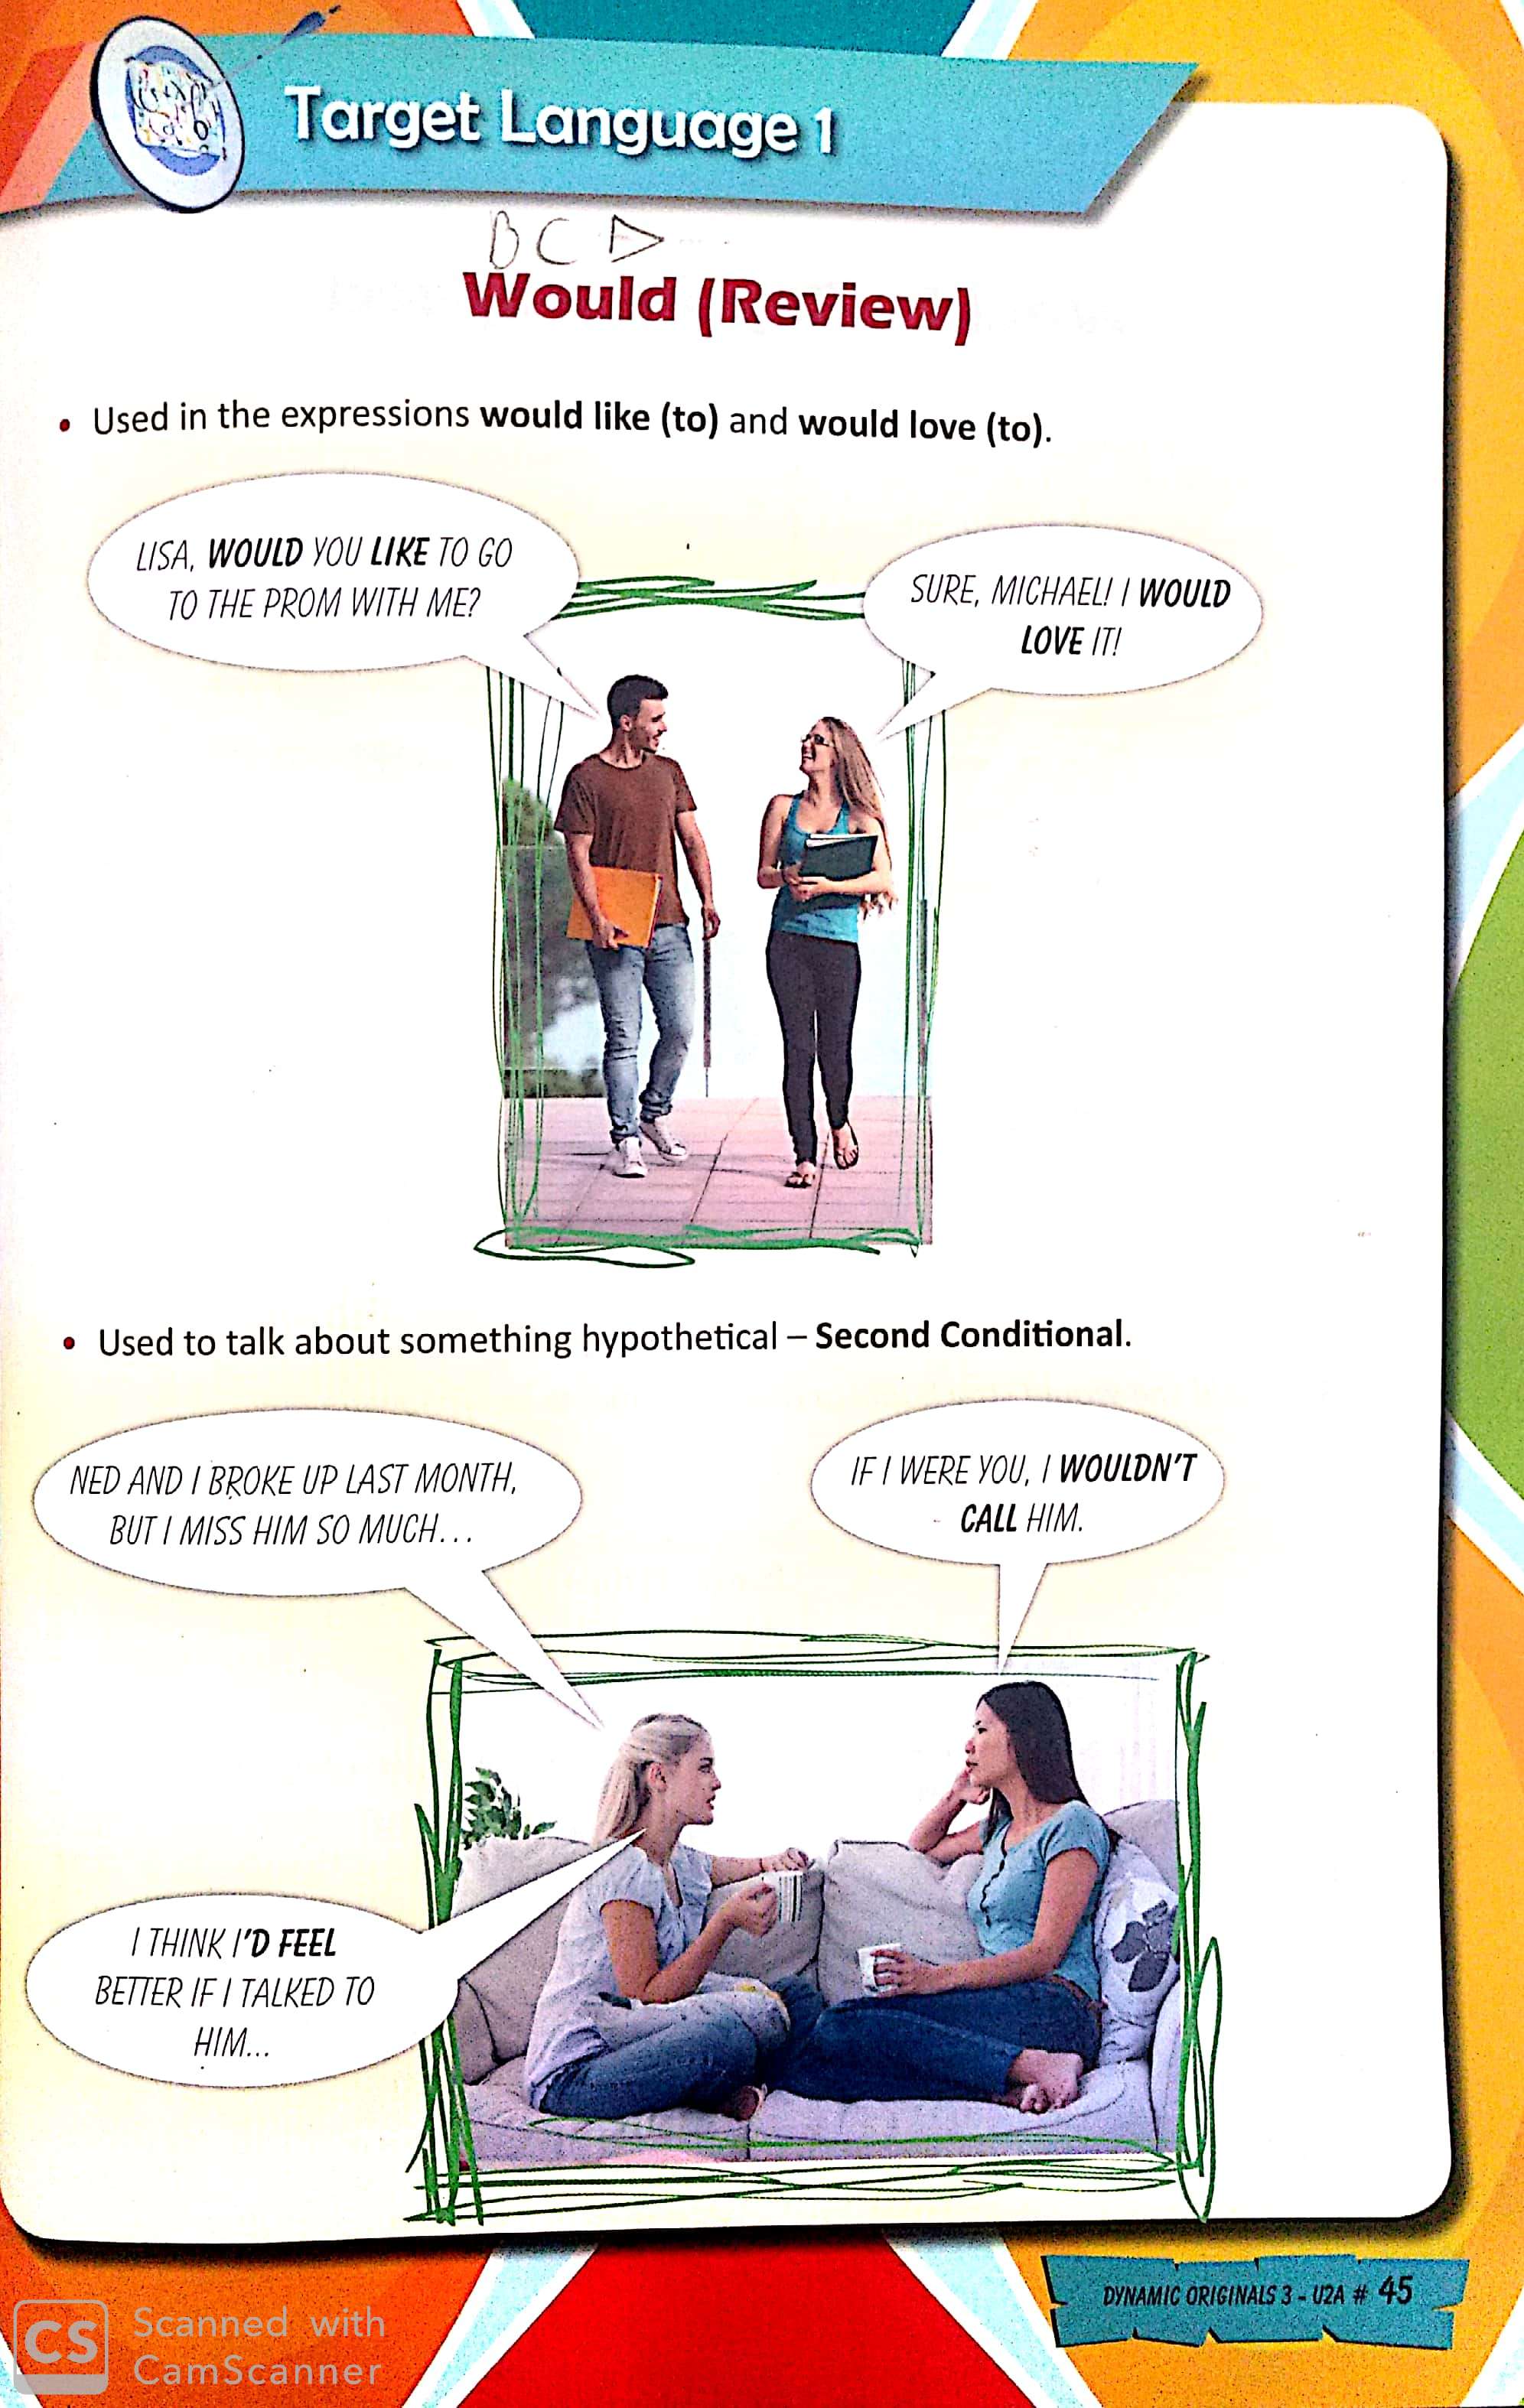 Target Language 1
B C D
Would (Review)
• Used in the expressions would like (to) and would love (to).
LISA, WOULD YOU LIKE TO GO
TO THE PROM WITH ME?
SURE, MICHAEL! I WOULD
LOVE IT!
• Used to talk about something hypothetical – Second Conditional.
NED AND I BROKE UP LAST MONTH,
BUT I MISS HIM SO MUCH...
IF I WERE YOU, I WOULDN'T
CALL HIM.
I THINK I'D FEEL
BETTER IF I TALKED TO
HIM...
DYNAMIC ORIGINALS 3 - U2A # 45
CS
Scanned with
CamScanner